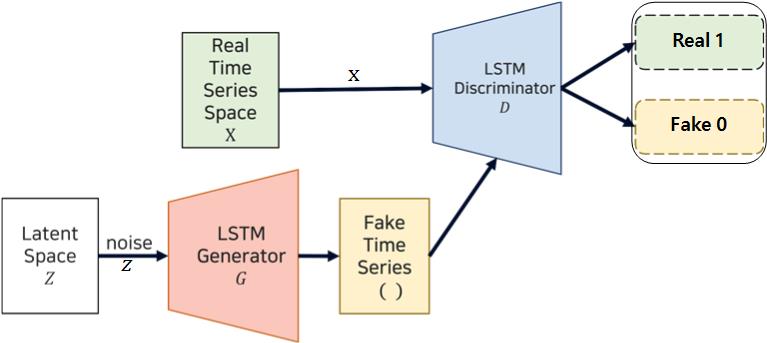 Real
Time
Series
Space
X
x
LSTM
Discriminator
D
Real 1
Fake 0
Latent
Space
Z
noise
z
LSTM
Generator
G
Fake
Time
Series
( )